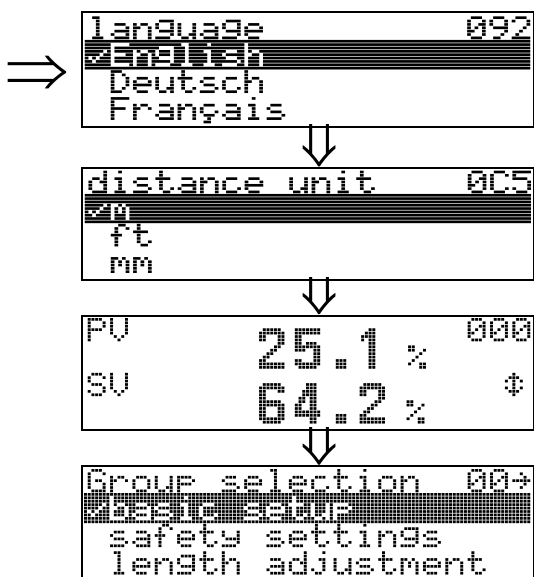 language 092
✓English
Deutsch
Français
distance unit 0C5
✓m
ft
mm
PV 25.1 % 000
SV 64.2 %
Group selection 00→
✓basic setup
safety settings
length adjustment